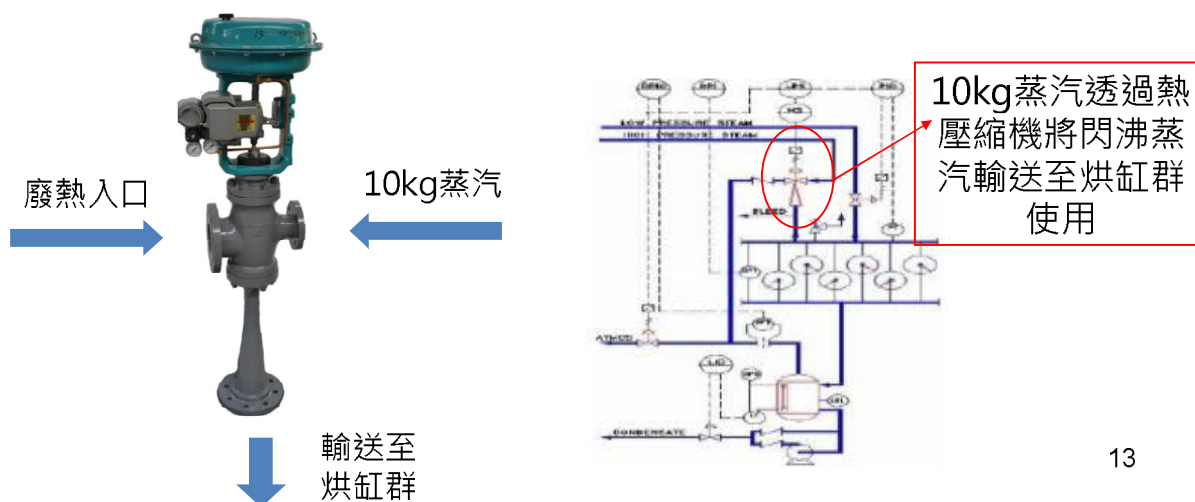 廢熱入口
10kg蒸汽
輸送至
烘缸群
10kg蒸汽透過熱
壓縮機將閃沸蒸
汽輸送至烘缸群
使用
LOW PRESSURE STEAM
HIGH PRESSURE STEAM
BLEED
ATMOS
CONDENSATE
13